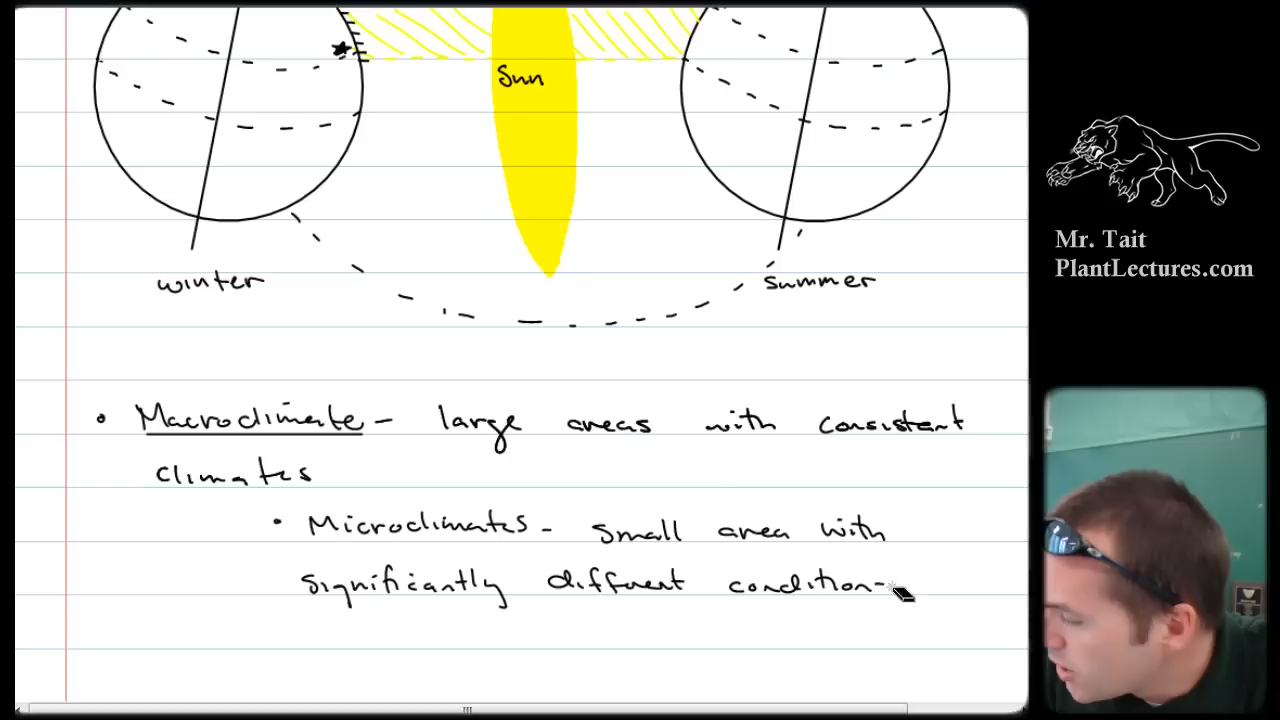 Sun
winter
summer
• Macroclimate - large areas with consistent
climates
• Microclimates - small area with
significantly different condition-
Mr. Tait
PlantLectures.com